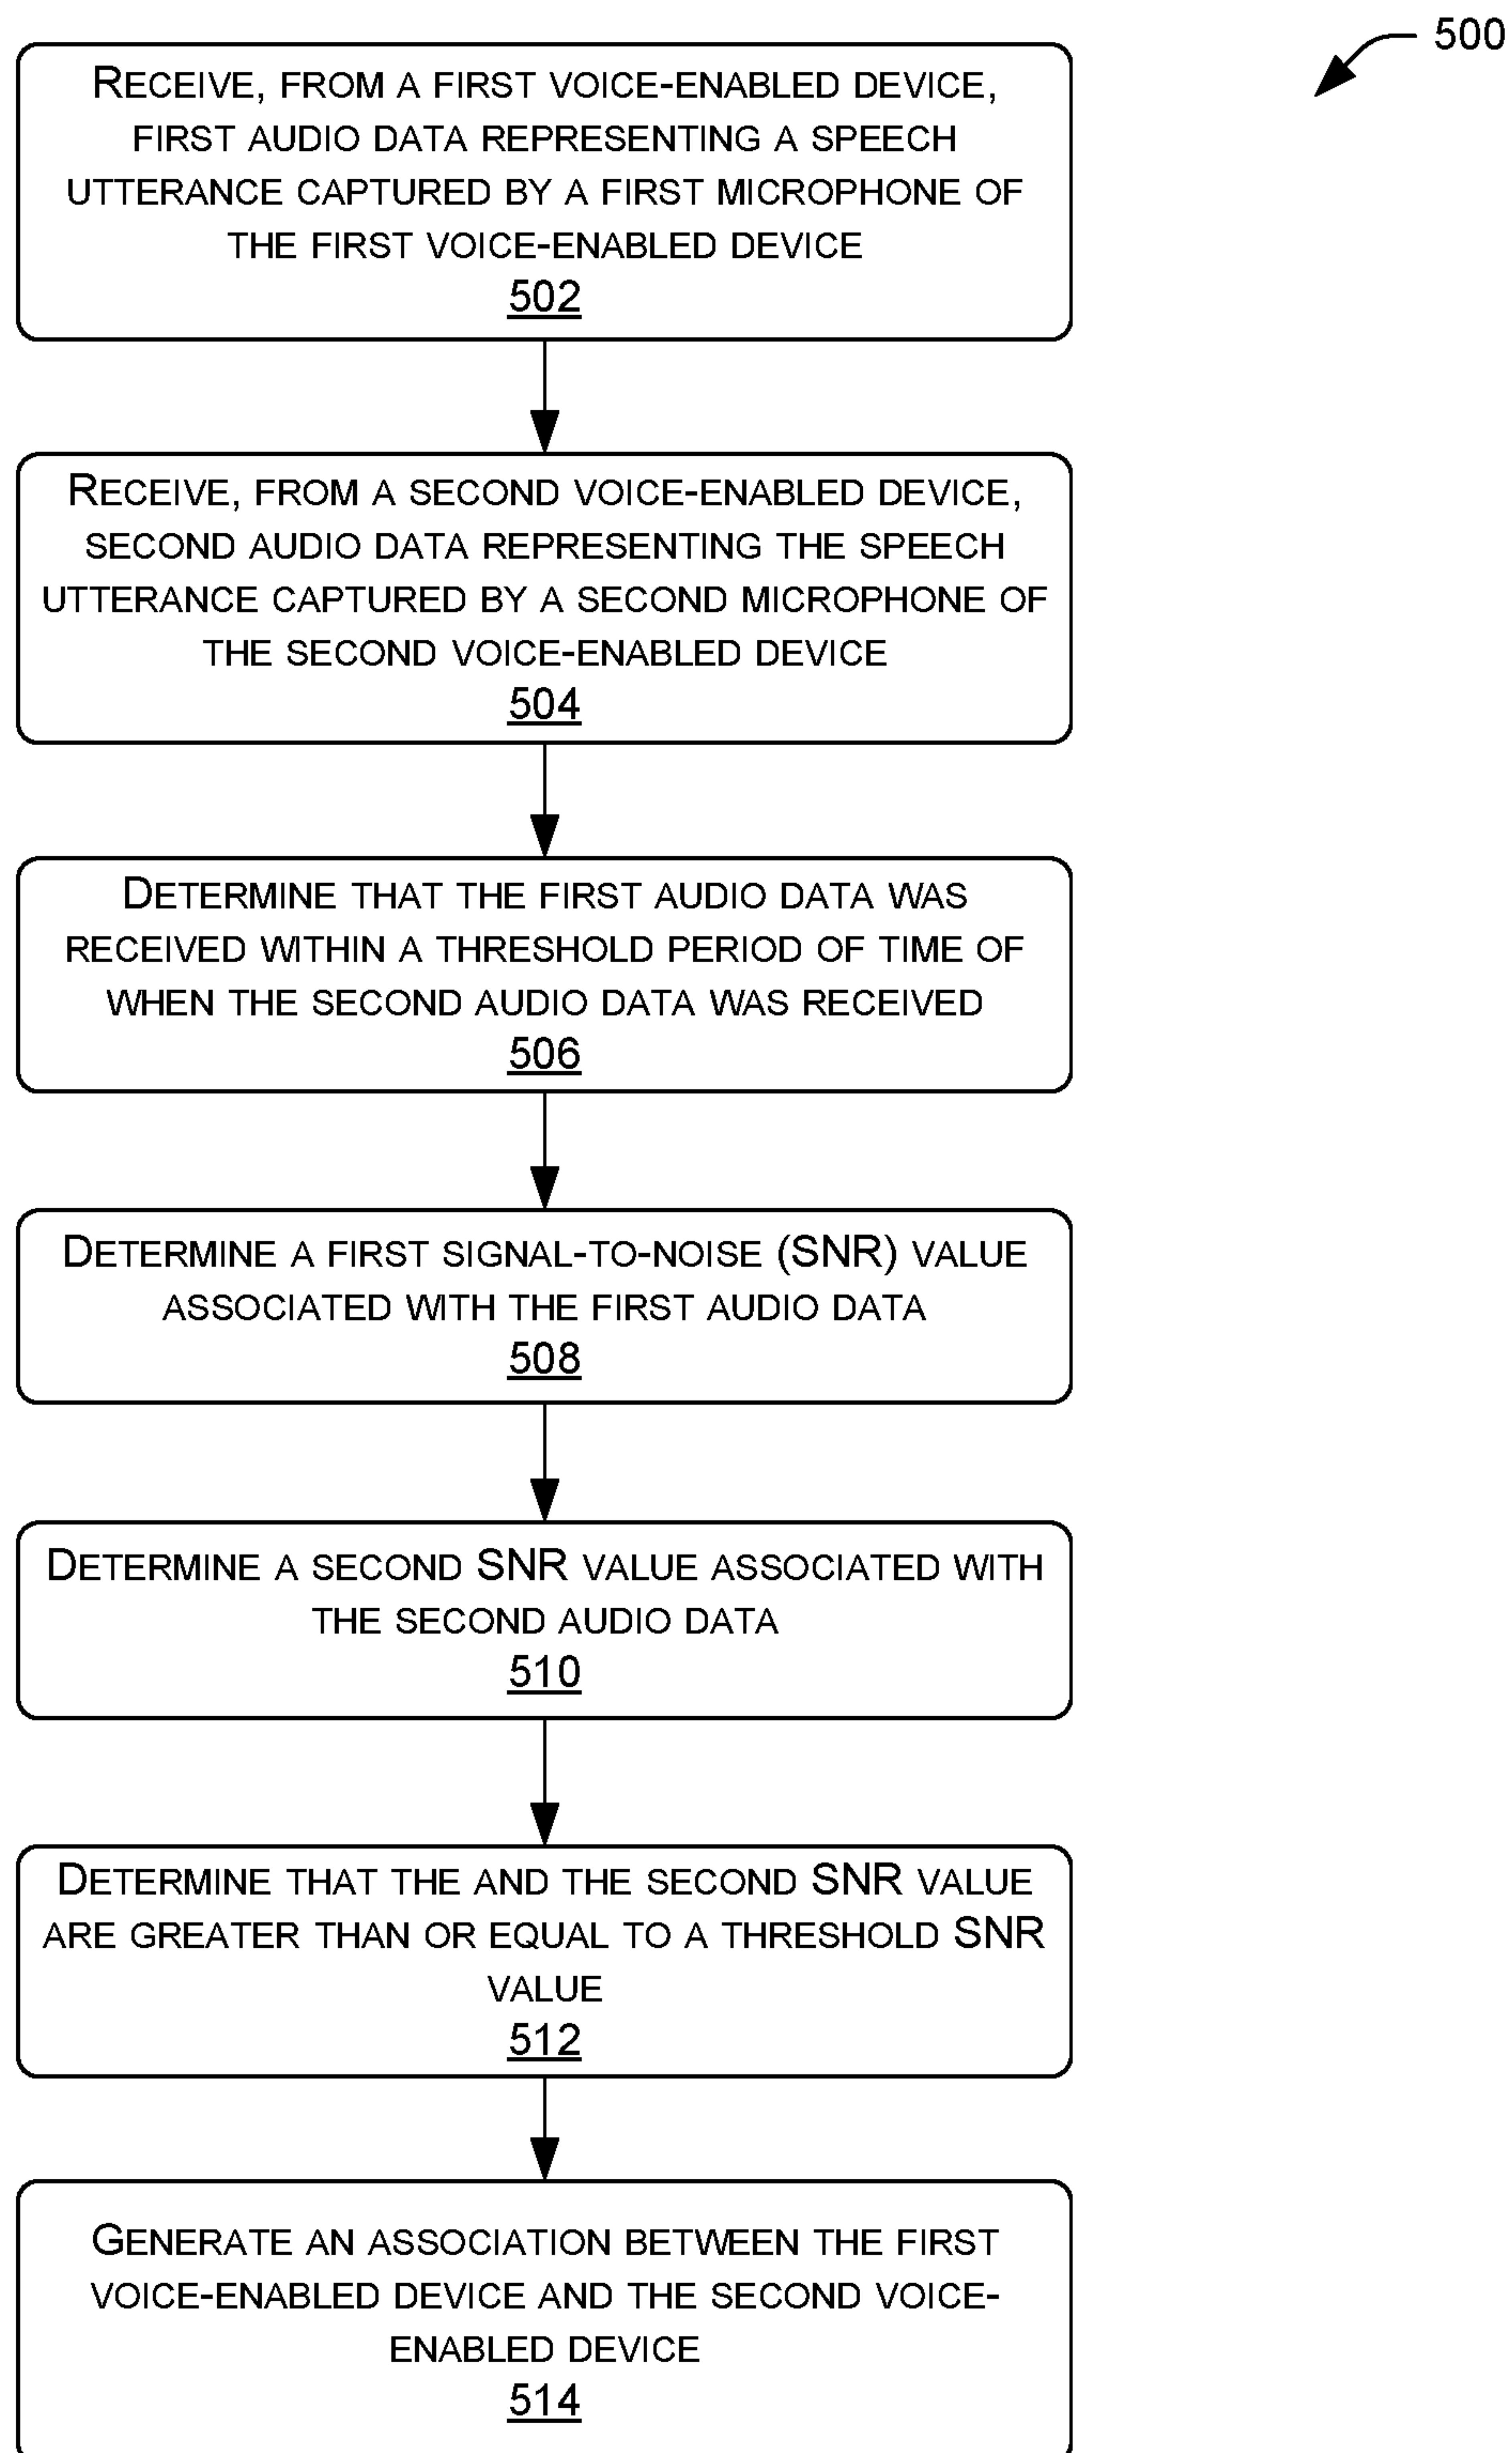 500
RECEIVE, FROM A FIRST VOICE-ENABLED DEVICE,
FIRST AUDIO DATA REPRESENTING A SPEECH
UTTERANCE CAPTURED BY A FIRST MICROPHONE OF
THE FIRST VOICE-ENABLED DEVICE
502
RECEIVE, FROM A SECOND VOICE-ENABLED DEVICE,
SECOND AUDIO DATA REPRESENTING THE SPEECH
UTTERANCE CAPTURED BY A SECOND MICROPHONE OF
THE SECOND VOICE-ENABLED DEVICE
504
DETERMINE THAT THE FIRST AUDIO DATA WAS
RECEIVED WITHIN A THRESHOLD PERIOD OF TIME OF
WHEN THE SECOND AUDIO DATA WAS RECEIVED
506
DETERMINE A FIRST SIGNAL-TO-NOISE (SNR) VALUE
ASSOCIATED WITH THE FIRST AUDIO DATA
508
DETERMINE A SECOND SNR VALUE ASSOCIATED WITH
THE SECOND AUDIO DATA
510
DETERMINE THAT THE AND THE SECOND SNR VALUE
ARE GREATER THAN OR EQUAL TO A THRESHOLD SNR
VALUE
512
GENERATE AN ASSOCIATION BETWEEN THE FIRST
VOICE-ENABLED DEVICE AND THE SECOND VOICE-
ENABLED DEVICE
514